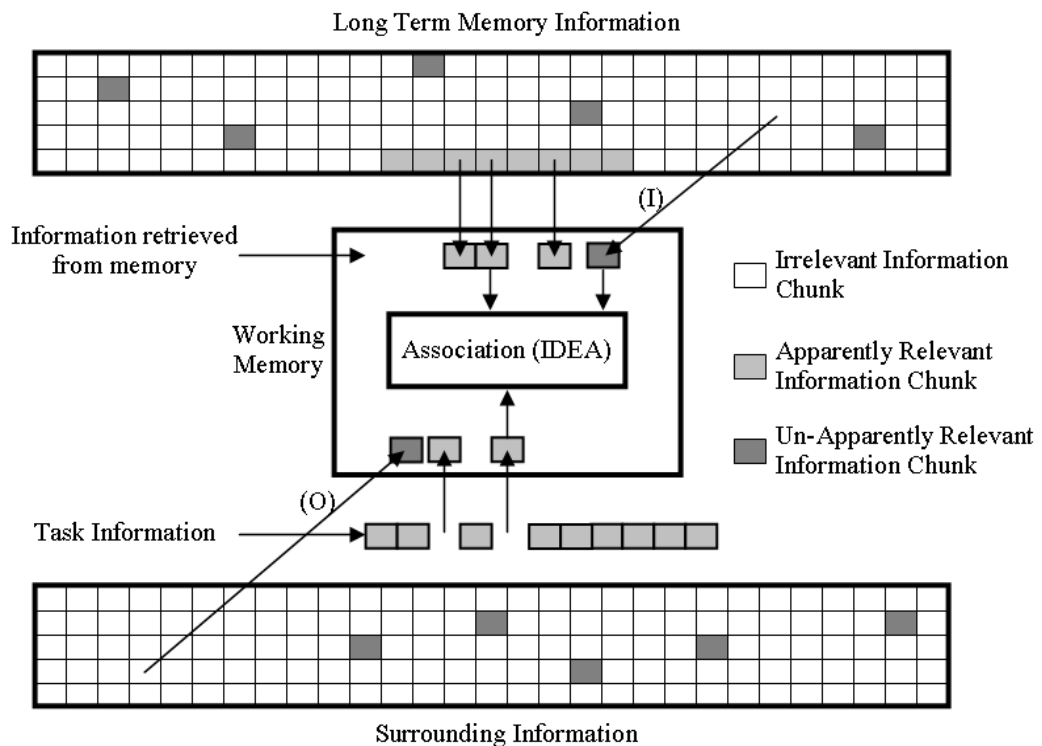 Long Term Memory Information
(I)
Information retrieved
from memory
Irrelevant Information
Chunk
Working
Memory
Association (IDEA)
Apparently Relevant
Information Chunk
Un-Apparently Relevant
Information Chunk
(O)
Task Information
Surrounding Information